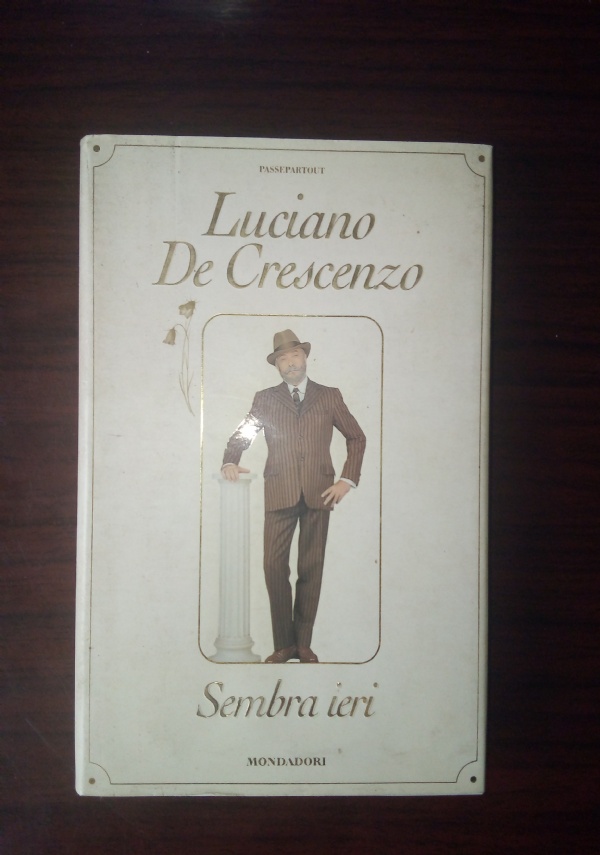 PASSEPARTOUT
Luciano
De Crescenzo
Sembra ieri
MONDADORI